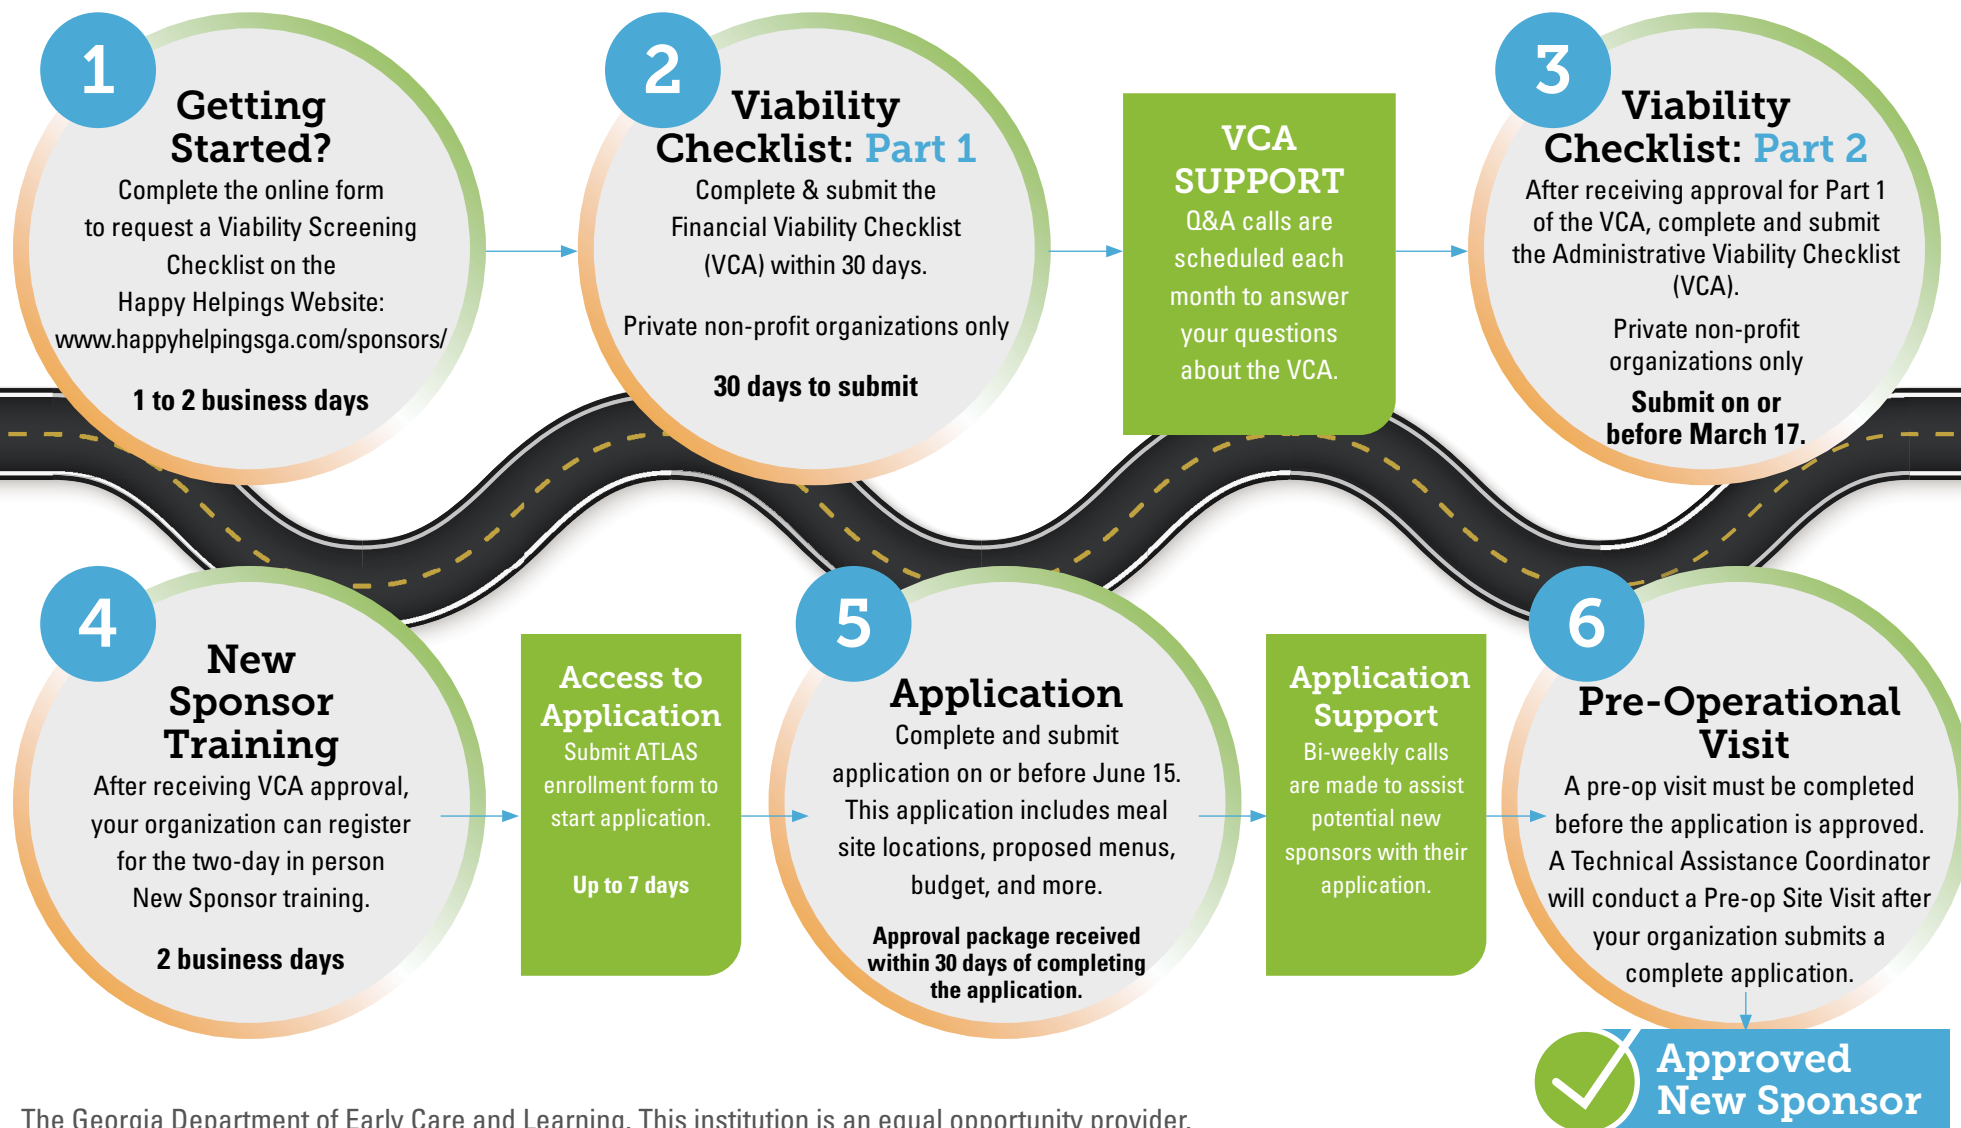 1
Getting
Started?
Complete the online form
to request a Viability Screening
Checklist on the
Happy Helpings Website:
www.happyhelpingsga.com/sponsors/
1 to 2 business days
2
Viability
Checklist: Part 1
Complete & submit the
Financial Viability Checklist
(VCA) within 30 days.
Private non-profit organizations only
30 days to submit
VCA
SUPPORT
Q&A calls are
scheduled each
month to answer
your questions
about the VCA.
3
Viability
Checklist: Part 2
After receiving approval for Part 1
of the VCA, complete and submit
the Administrative Viability Checklist
(VCA).
Private non-profit
organizations only
Submit on or
before March 17.
4
New
Sponsor
Training
After receiving VCA approval,
your organization can register
for the two-day in person
New Sponsor training.
2 business days
Access to
Application
Submit ATLAS
enrollment form to
start application.
Up to 7 days
5
Application
Complete and submit
application on or before June 15.
This application includes meal
site locations, proposed menus,
budget, and more.
Approval package received
within 30 days of completing
the application.
Application
Support
Bi-weekly calls
are made to assist
potential new
sponsors with their
application.
6
Pre-Operational
Visit
A pre-op visit must be completed
before the application is approved.
A Technical Assistance Coordinator
will conduct a Pre-op Site Visit after
your organization submits a
complete application.
Approved
New Sponsor
The Georgia Department of Early Care and Learning. This institution is an equal opportunity provider.